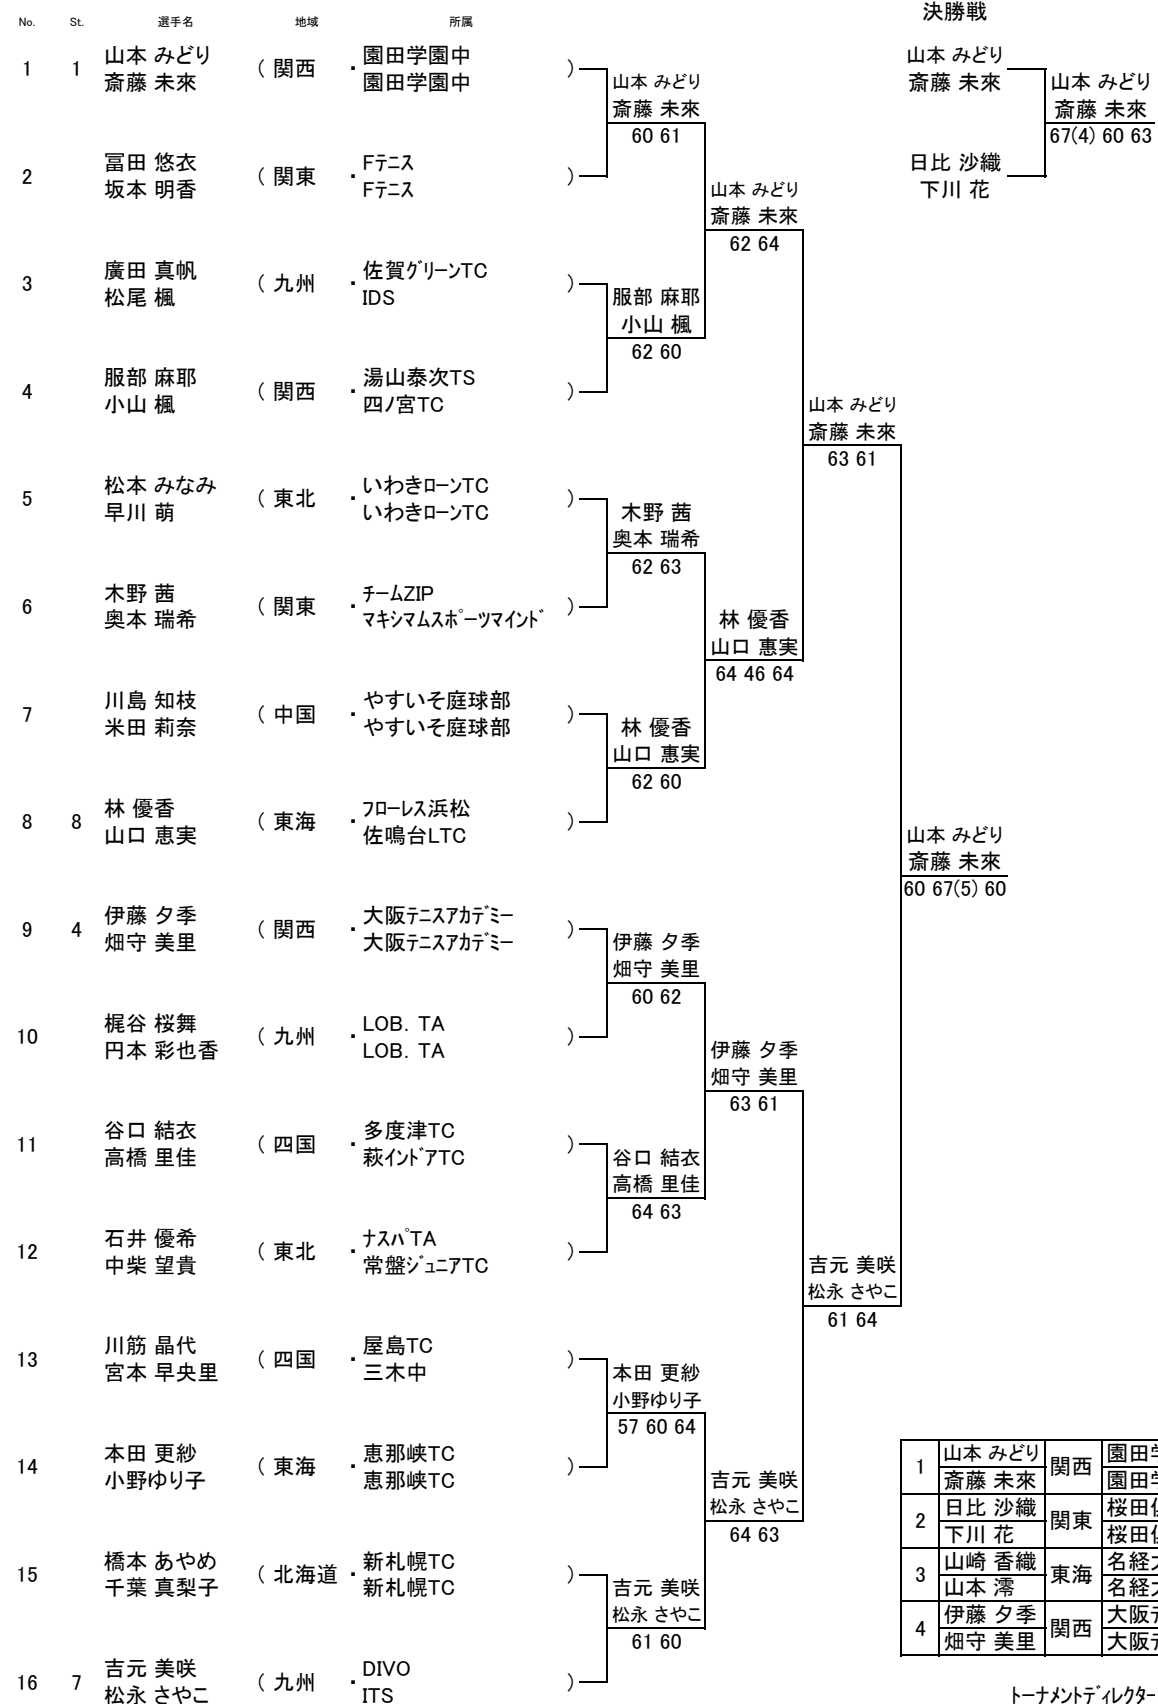 決勝戦
No. St. 選手名 地域 所属
1 1 山本 みどり ( 関西 ・ 園田学園中 )
斎藤 未來 園田学園中
2 冨田 悠衣 ( 関東 ・ Fテニス )
坂本 明香 Fテニス
3 廣田 真帆 ( 九州 ・ 佐賀グリーンTC )
松尾 楓 IDS
4 服部 麻耶 ( 関西 ・ 湯山泰次TS )
小山 楓 四ノ宮TC
5 松本 みなみ ( 東北 ・ いわきローンTC )
早川 萌 いわきローンTC
6 木野 茜 ( 関東 ・ チームZIP )
奥本 瑞希 マキシマムスポーツマインド
7 川島 知枝 ( 中国 ・ やすいそ庭球部 )
米田 莉奈 やすいそ庭球部
8 8 林 優香 ( 東海 ・ フローレス浜松 )
山口 惠実 佐鳴台LTC
9 4 伊藤 夕季 ( 関西 ・ 大阪テニスアカデミー )
畑守 美里 大阪テニスアカデミー
10 梶谷 桜舞 ( 九州 ・ LOB. TA )
円本 彩也香 LOB. TA
11 谷口 結衣 ( 四国 ・ 多度津TC )
高橋 里佳 萩インドアTC
12 石井 優希 ( 東北 ・ ナスパTA )
中柴 望貴 常盤ジュニアTC
13 川筋 晶代 ( 四国 ・ 屋島TC )
宮本 早央里 三木中
14 本田 更紗 ( 東海 ・ 恵那峡TC )
小野ゆり子 恵那峡TC
15 橋本 あやめ ( 北海道 ・ 新札幌TC )
千葉 真梨子 新札幌TC
16 7 吉元 美咲 ( 九州 ・ DIVO )
松永 さやこ ITS
山本 みどり
斎藤 未來
60 61
服部 麻耶
小山 楓
62 60
木野 茜
奥本 瑞希
62 63
林 優香
山口 惠実
62 60
伊藤 夕季
畑守 美里
60 62
谷口 結衣
高橋 里佳
64 63
本田 更紗
小野ゆり子
57 60 64
吉元 美咲
松永 さやこ
61 60
山本 みどり
斎藤 未來
62 64
林 優香
山口 惠実
64 46 64
伊藤 夕季
畑守 美里
63 61
吉元 美咲
松永 さやこ
64 63
山本 みどり
斎藤 未來
63 61
吉元 美咲
松永 さやこ
61 64
山本 みどり
斎藤 未來
60 67(5) 60
山本 みどり
斎藤 未來
日比 沙織
下川 花
山本 みどり
斎藤 未來
67(4) 60 63
1 山本 みどり 関西 園田
斎藤 未來 園田
2 日比 沙織 関東 桜田
下川 花 桜田
3 山崎 香織 東海 名経
山本 澪 名経
4 伊藤 夕季 関西 大阪
畑守 美里 大阪
トーナメントディレクター